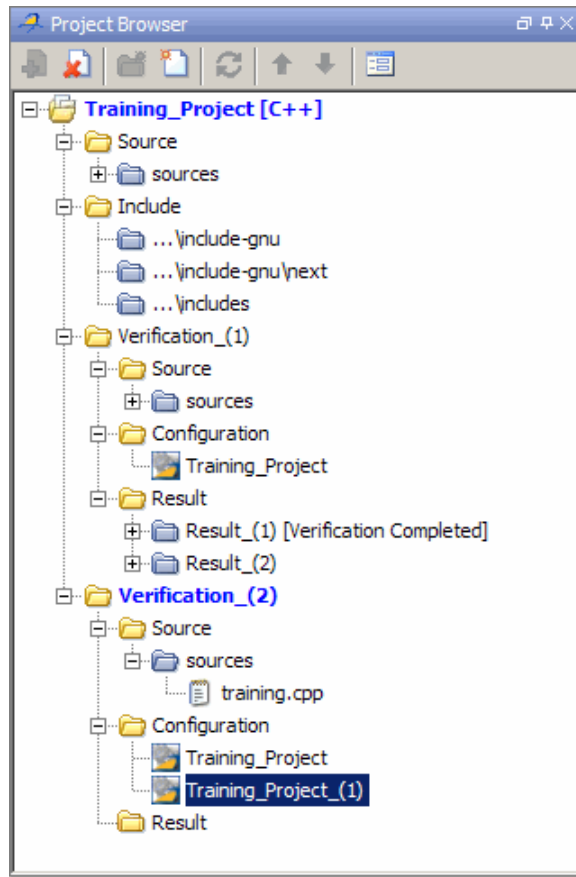 Project Browser
Training_Project [C++]
Source
sources
Include
...\include-gnu
...\include-gnu\next
...\includes
Verification_(1)
Source
sources
Configuration
Training_Project
Result
Result_(1) [Verification Completed]
Result_(2)
Verification_(2)
Source
sources
training.cpp
Configuration
Training_Project
Training_Project_(1)
Result